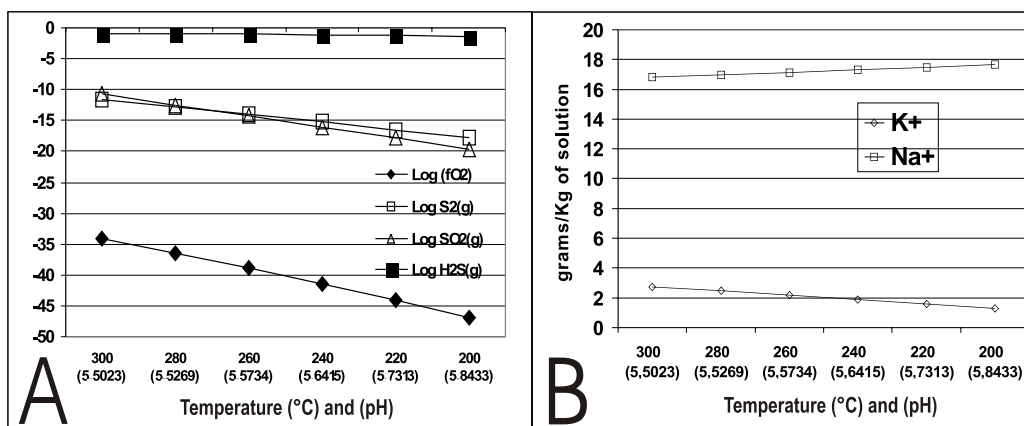 0
-5
-10
-15
-20
-25
-30
-35
-40
-45
-50
Log (fO2)
Log S2(g)
Log SO2(g)
Log H2S(g)
300 280 260 240 220 200
(5.5023) (5.5269) (5.5734) (5.6415) (5.7313) (5.8433)
Temperature (°C) and (pH)
A
grams/Kg of solution
20
18
16
14
12
10
8
6
4
2
0
K+
Na+
300 280 260 240 220 200
(5,5023) (5,5269) (5,5734) (5,6415) (5,7313) (5,8433)
Temperature (°C) and (pH)
B